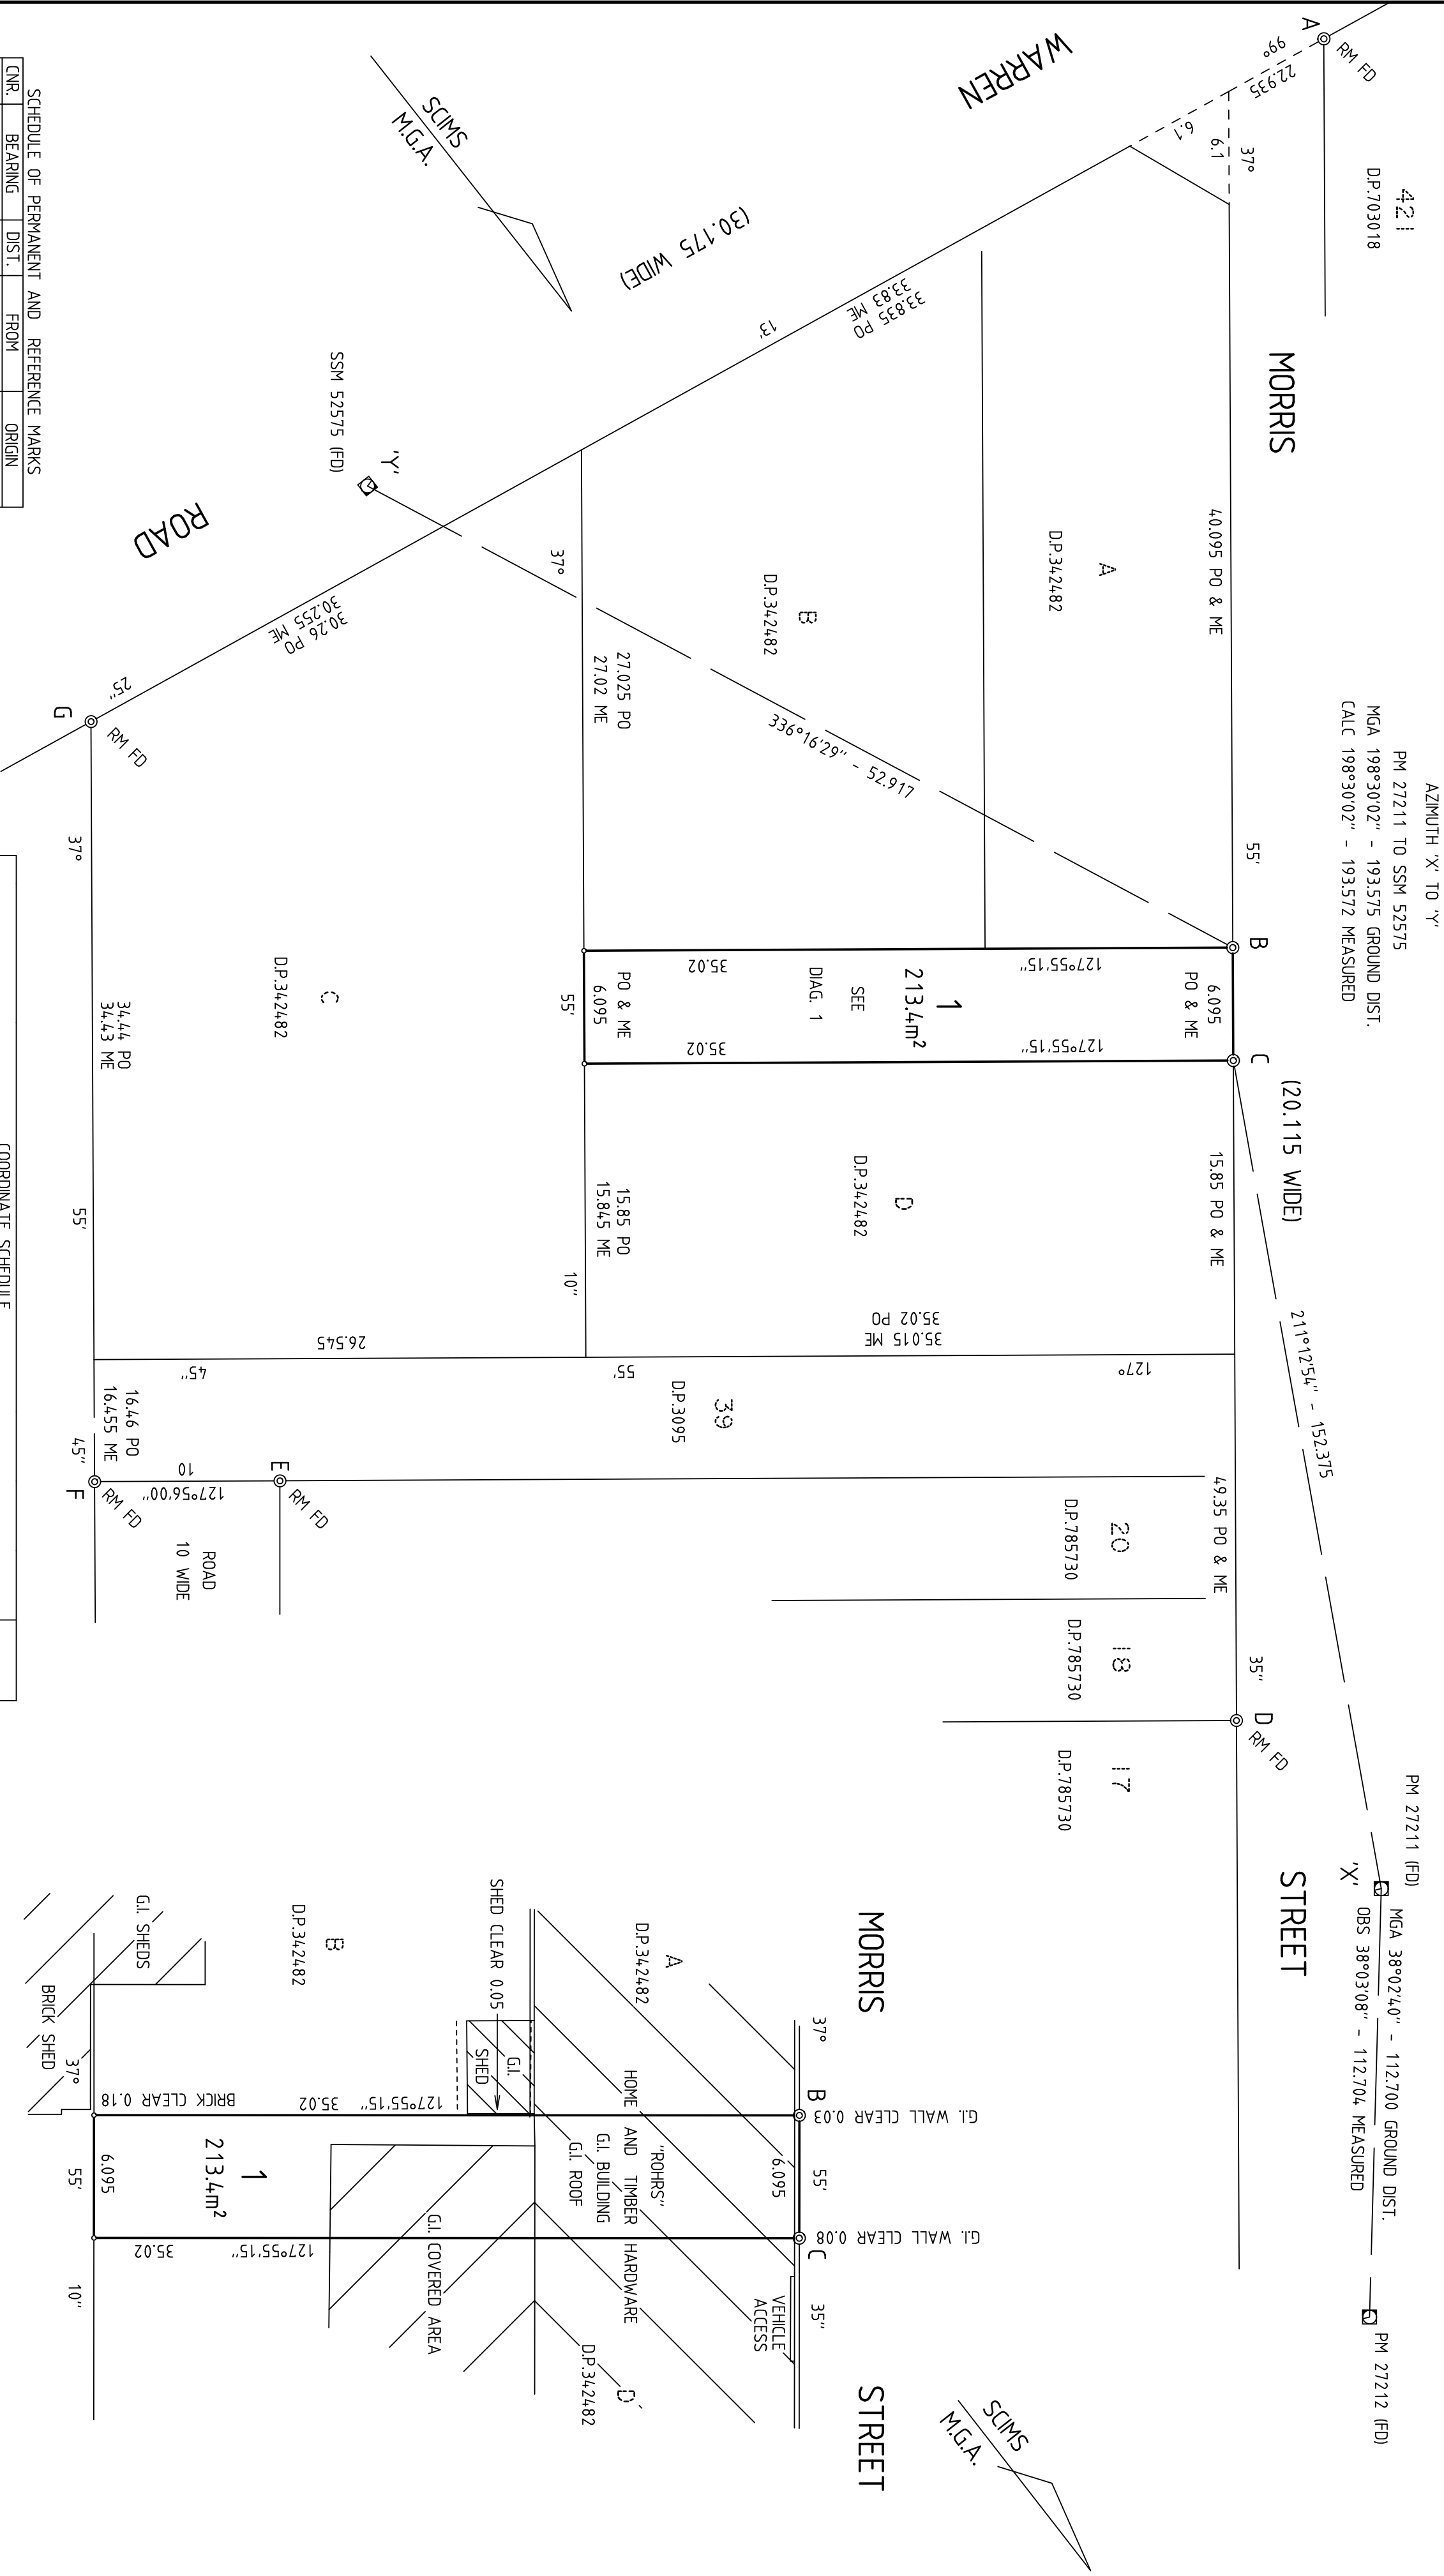 AZIMUTH 'X' TO 'Y'
PM 27211 TO SSM 52575
MGA 198°30'02" - 193.575 GROUND DIST.
CALC 198°30'02" - 193.572 MEASURED
421
D.P.703018
A
RM FD
99°
22.935
6.1
6.1
37°
MORRIS
(20.115 WIDE)
STREET
WARREN
(30.175 WIDE)
ROAD
SCIMS
M.G.A.
40.095 PO & ME
55'
B
6.095
PO & ME
C
15.85 PO & ME
49.35 PO & ME
35"
D
RM FD
211°12'54" - 152.375
PM 27211 (FD)
'X'
MGA 38°02'40" - 112.700 GROUND DIST.
OBS 38°03'08" - 112.704 MEASURED
PM 27212 (FD)
A
D.P.342482
B
D.P.342482
33.835 PO
33.83 ME
13'
336°16'29" - 52.917
'Y'
SSM 52575 (FD)
37°
27.025 PO
27.02 ME
127°55'15"
35.02
1
213.4m²
SEE
DIAG. 1
127°55'15"
35.02
PO & ME
6.095
55'
D
D.P.342482
15.85 PO
15.845 ME
10"
35.02 PO
35.015 ME
127°
55'
45"
26.545
39
D.P.3095
20
D.P.785730
18
D.P.785730
17
D.P.785730
30.26 PO
30.255 ME
25"
G
RM FD
C
D.P.342482
37°
34.44 PO
34.43 ME
55'
16.46 PO
16.455 ME
45"
F
RM FD
10
127°56'00"
E
RM FD
ROAD
10 WIDE
SCHEDULE OF PERMANENT AND REFERENCE MARKS
CNR. BEARING DIST. FROM ORIGIN
COORDINATE SCHEDULE
MORRIS
STREET
SCIMS
M.G.A.
37°
B
55'
C
35"
G.I. WALL CLEAR 0.03
G.I. WALL CLEAR 0.08
6.095
VEHICLE
ACCESS
A
D.P.342482
"ROHRS"
HOME AND TIMBER HARDWARE
G.I. BUILDING
G.I. ROOF
D
D.P.342482
SHED CLEAR 0.05
G.I.
SHED
G.I. COVERED AREA
B
D.P.342482
127°55'15"
35.02
BRICK CLEAR 0.18
1
213.4m²
127°55'15"
35.02
G.I. SHEDS
BRICK SHED
37°
6.095
55'
10"